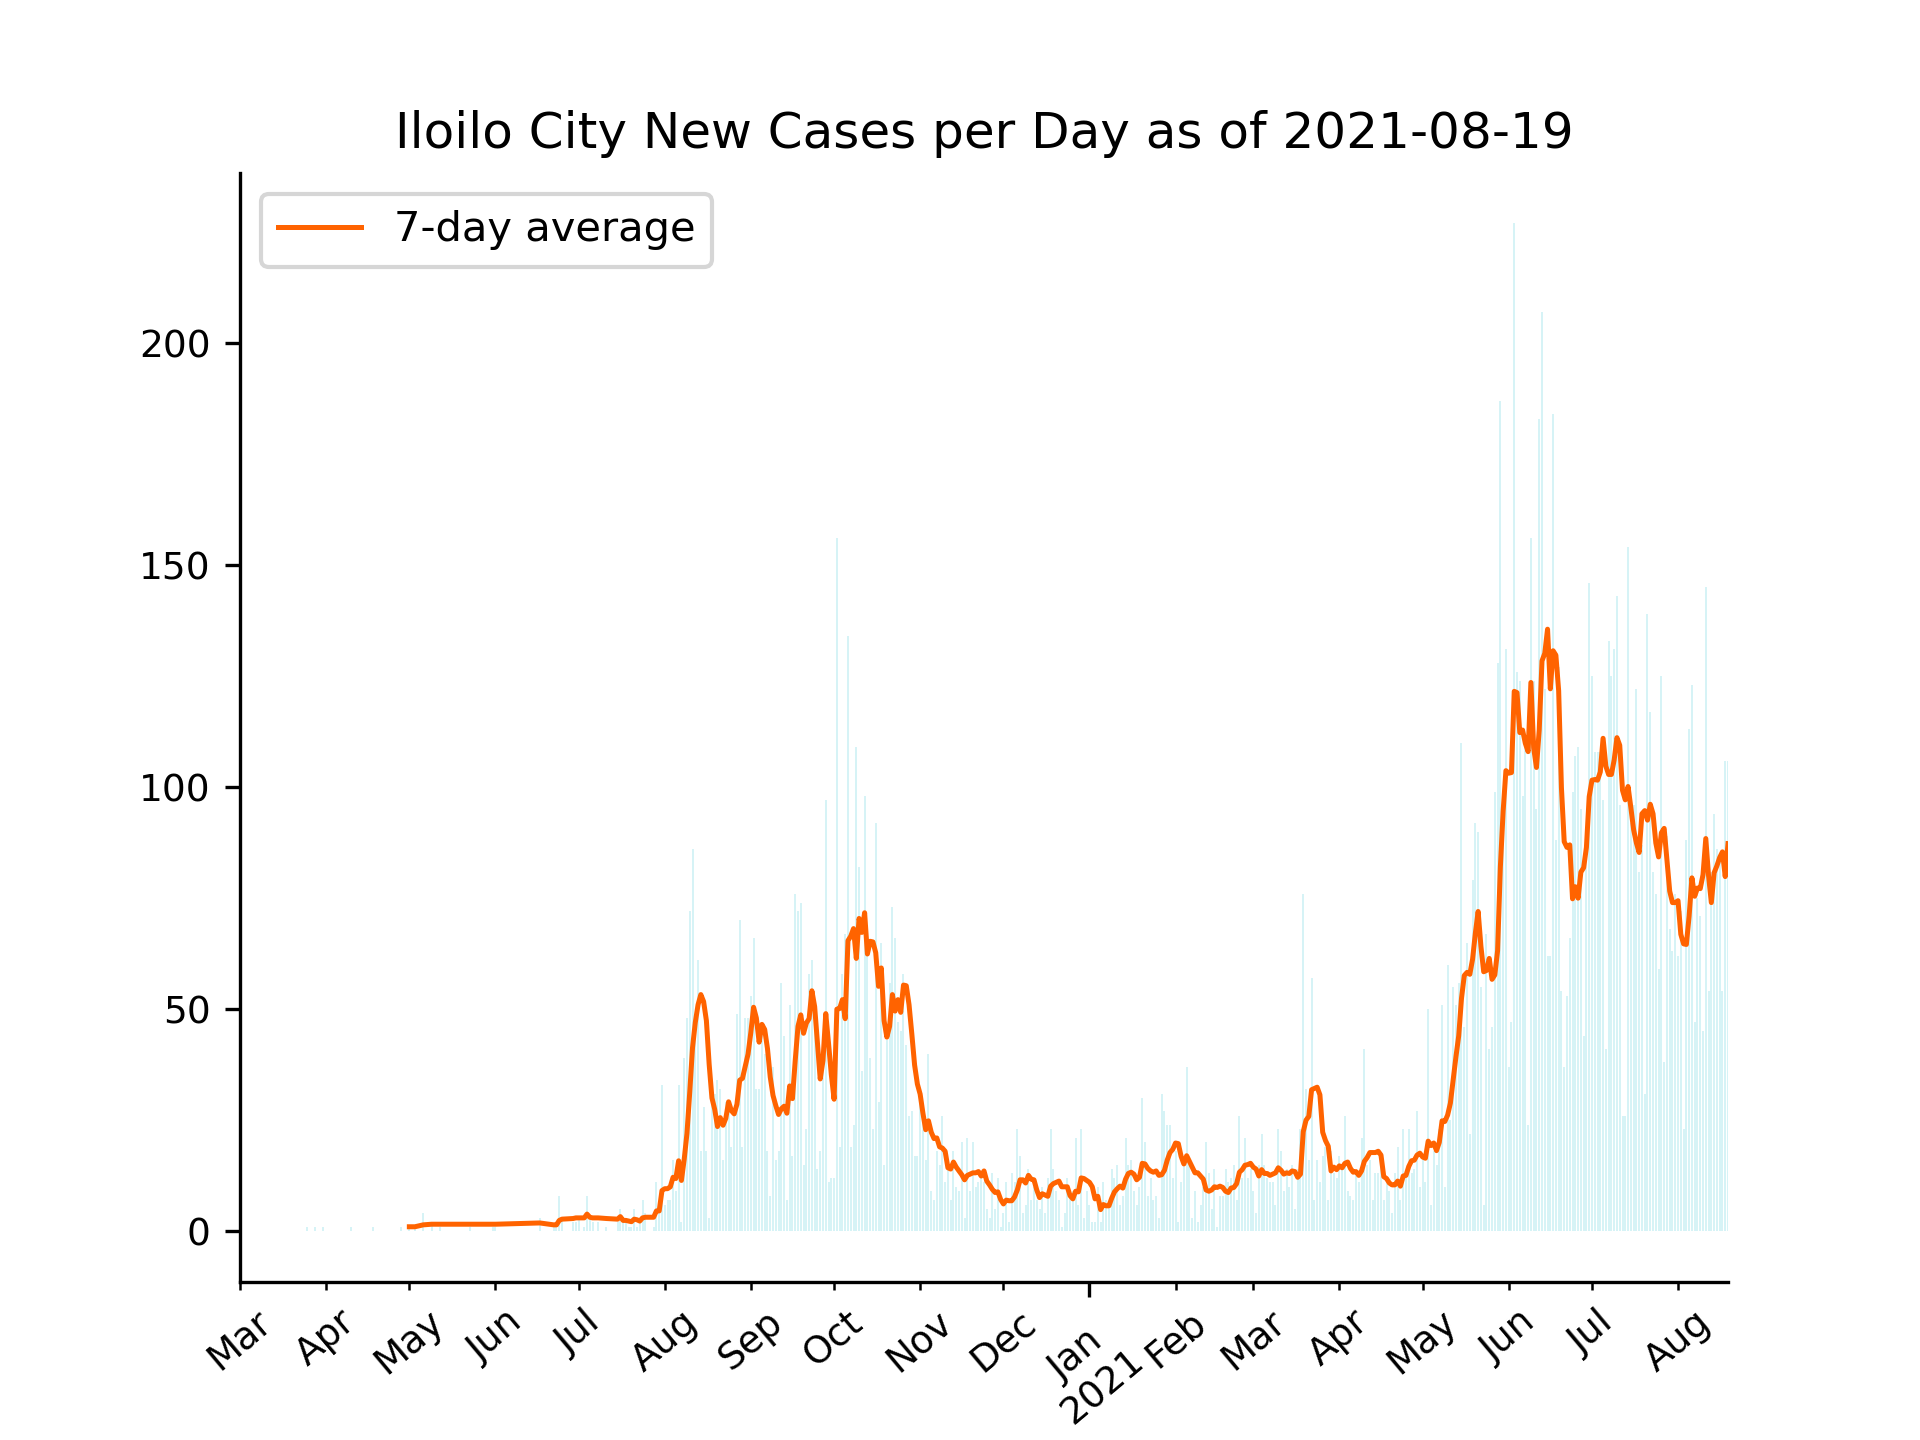 Iloilo City New Cases per Day as of 2021-08-19
7-day average
200
150
100
50
0
Mar
Apr
May
Jun
Jul
Aug
Sep
Oct
Nov
Dec
Jan
2021
Feb
Mar
Apr
May
Jun
Jul
Aug